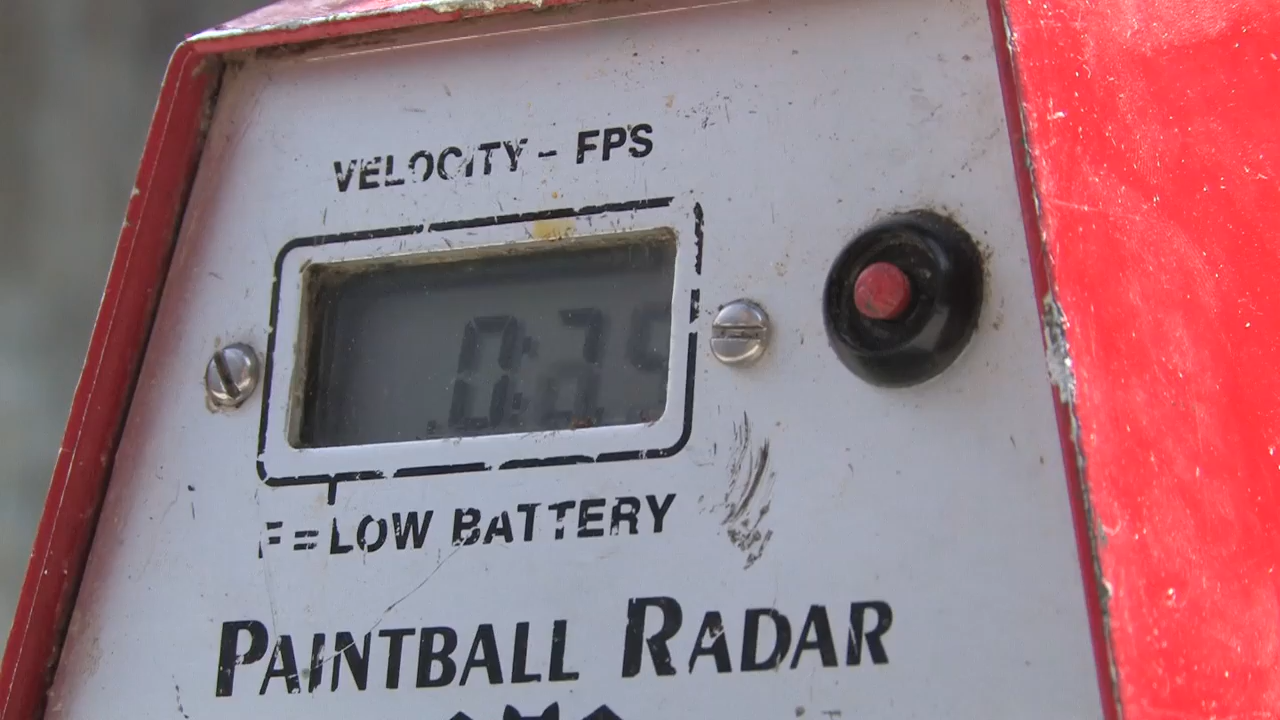 VELOCITY - FPS
F = LOW BATTERY
PAINTBALL RADAR